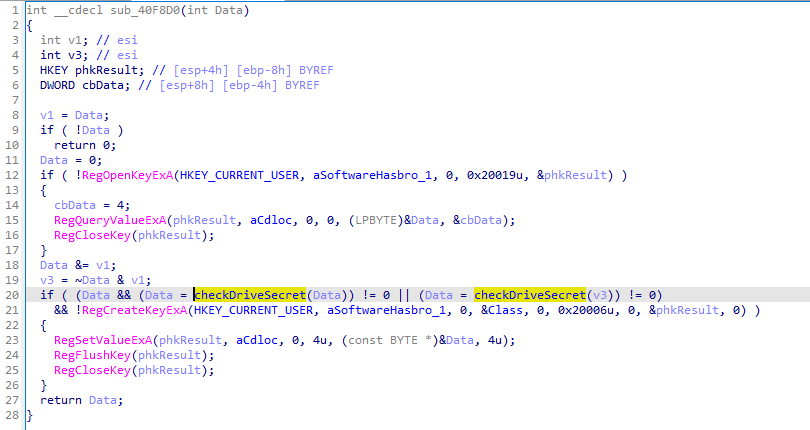 1 int __cdecl sub_40F8D0(int Data)
2 {
3 int v1; // esi
4 int v3; // esi
5 HKEY phkResult; // [esp+4h] [ebp-8h] BYREF
6 DWORD cbData; // [esp+8h] [ebp-4h] BYREF
7
8 v1 = Data;
9 if ( !Data )
10 return 0;
11 Data = 0;
12 if ( !RegOpenKeyExA(HKEY_CURRENT_USER, aSoftwareHasbro_1, 0, 0x20019u, &phkResult) )
13 {
14 cbData = 4;
15 RegQueryValueExA(phkResult, aCdloc, 0, 0, (LPBYTE)&Data, &cbData);
16 RegCloseKey(phkResult);
17 }
18 Data &= v1;
19 v3 = ~Data & v1;
20 if ( (Data && (Data = checkDriveSecret(Data)) != 0 || (Data = checkDriveSecret(v3)) != 0)
21 && !RegCreateKeyExA(HKEY_CURRENT_USER, aSoftwareHasbro_1, 0, &Class, 0, 0x20006u, 0, &phkResult, 0) )
22 {
23 RegSetValueExA(phkResult, aCdloc, 0, 4u, (const BYTE *)&Data, 4u);
24 RegFlushKey(phkResult);
25 RegCloseKey(phkResult);
26 }
27 return Data;
28 }